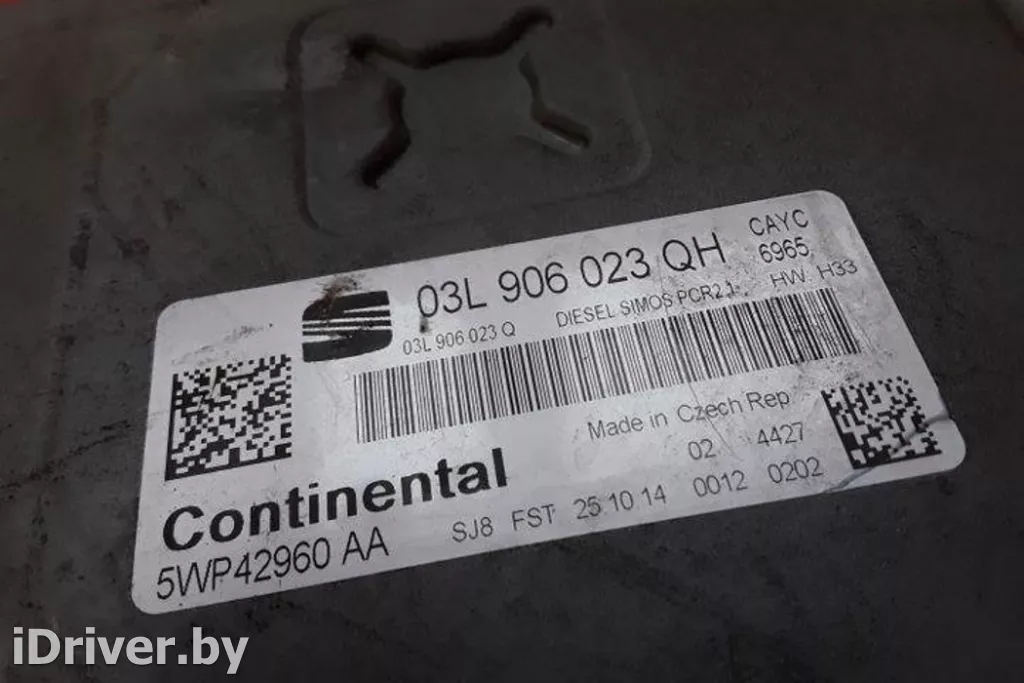 03L 906 023 QH
CAYC
6965
03L 906 023 Q DIESEL SIMOS PCR2.1 HW H33
Made in Czech Rep
02 4427
Continental
SJ8 FST 25.10.14 0012 0202
5WP42960 AA
iDriver.by